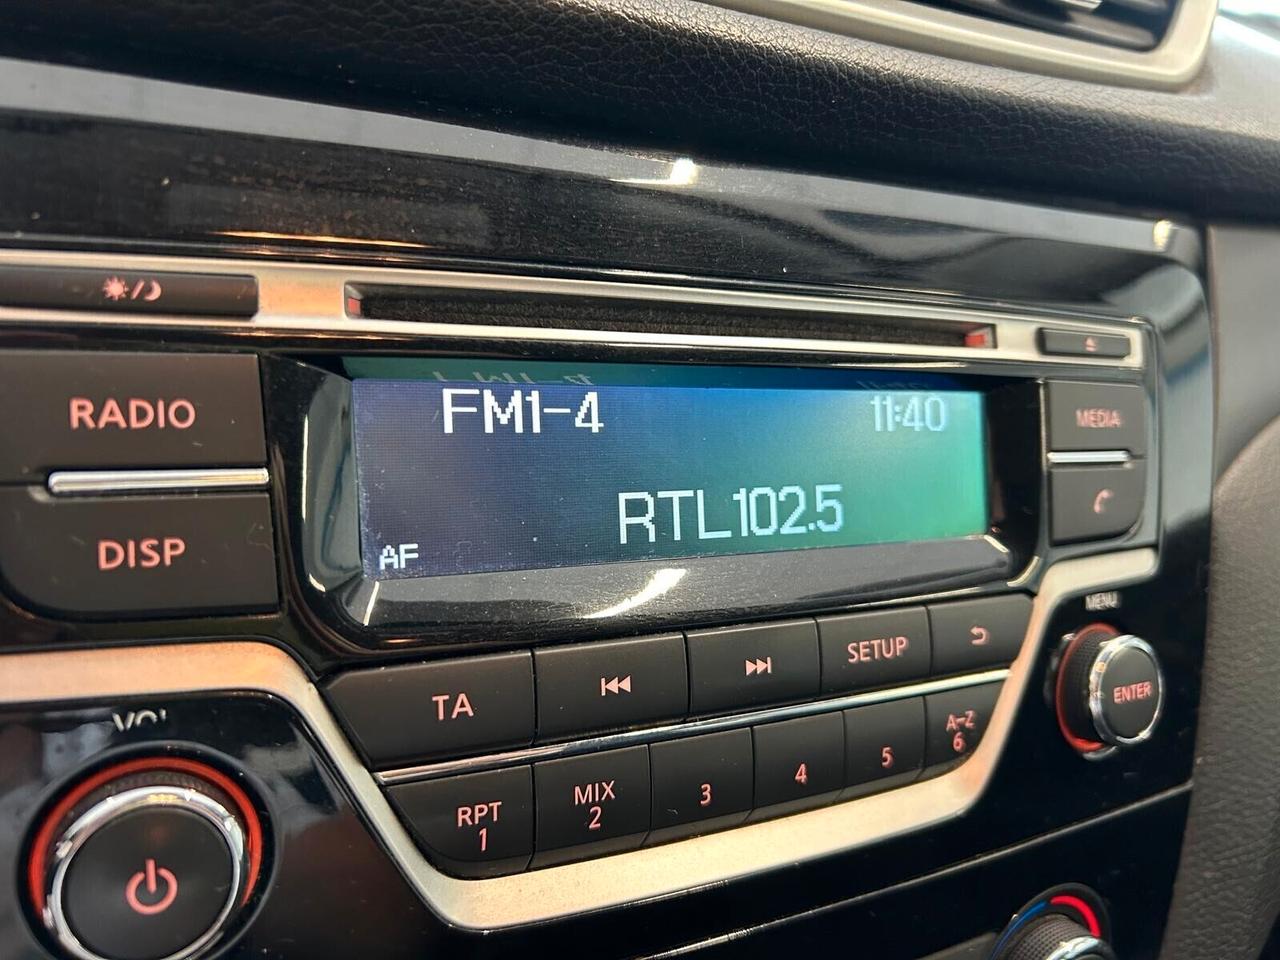 RADIO
DISP
FM1-4 11:40
RTL102.5
AF
MEDIA
MENU
ENTER
TA
SETUP
VOL
RPT
1
MIX
2
3
4
5
A-Z
6